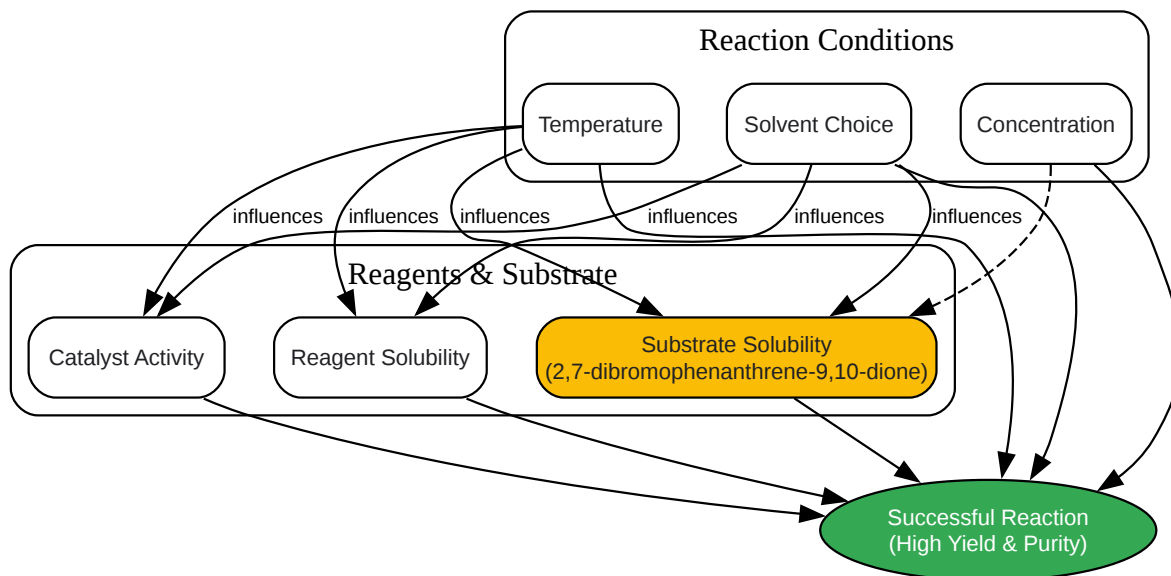 Reaction Conditions
Temperature
Solvent Choice
Concentration
influences
influences
influences
influences
influences
influences
Reagents & Substrate
Catalyst Activity
Reagent Solubility
Substrate Solubility
(2,7-dibromophenanthrene-9,10-dione)
Successful Reaction
(High Yield & Purity)